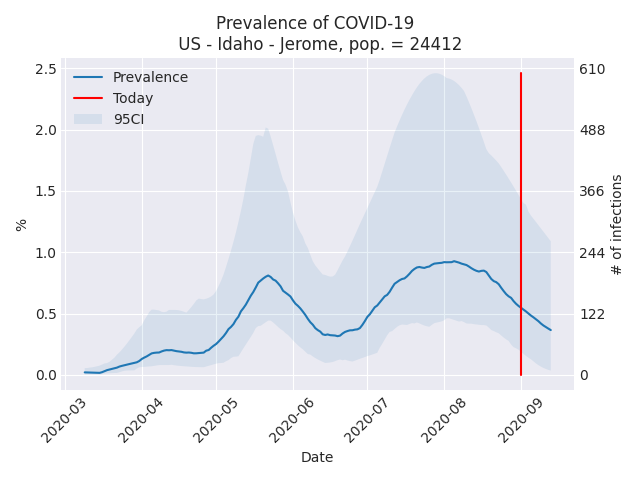 Prevalence of COVID-19
US - Idaho - Jerome, pop. = 24412
Prevalence
Today
95CI
2.5
2.0
1.5
1.0
0.5
0.0
%
610
488
366
244
122
0
# of infections
2020-03
2020-04
2020-05
2020-06
2020-07
2020-08
2020-09
Date